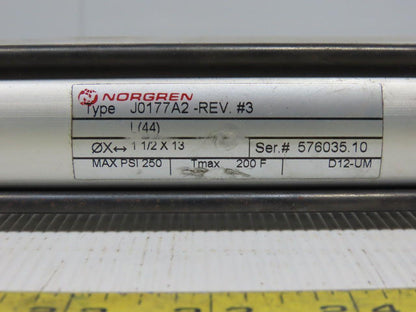 NORGREN
Type J0177A2 -REV. #3
L(44)
ØX↔ 1 1/2 X 13 Ser.# 576035.10
MAX PSI 250 Tmax 200 F D12-UM